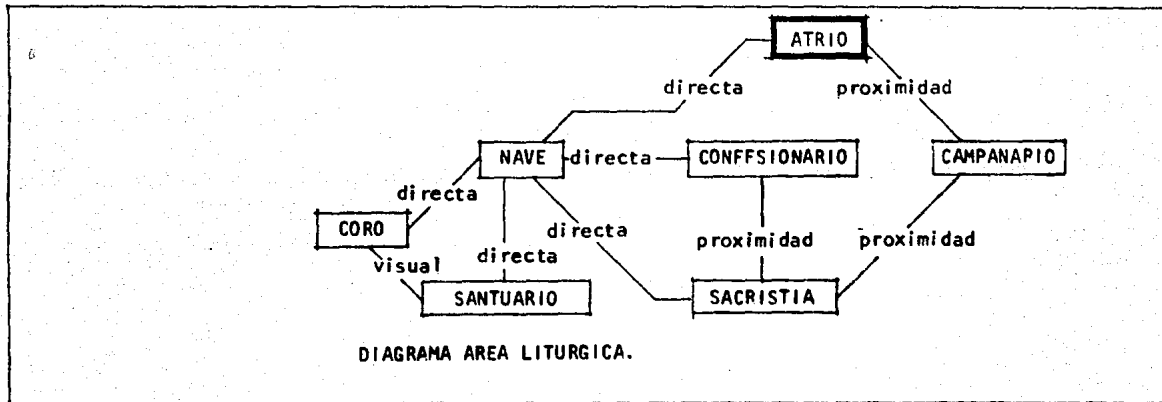 ATRIO
directa proximidad
NAVE directa CONFFSIONARIO CAMPANAPIO
directa
CORO directa proximidad proximidad
visual directa
SANTUARIO SACRISTIA
DIAGRAMA AREA LITURGICA.